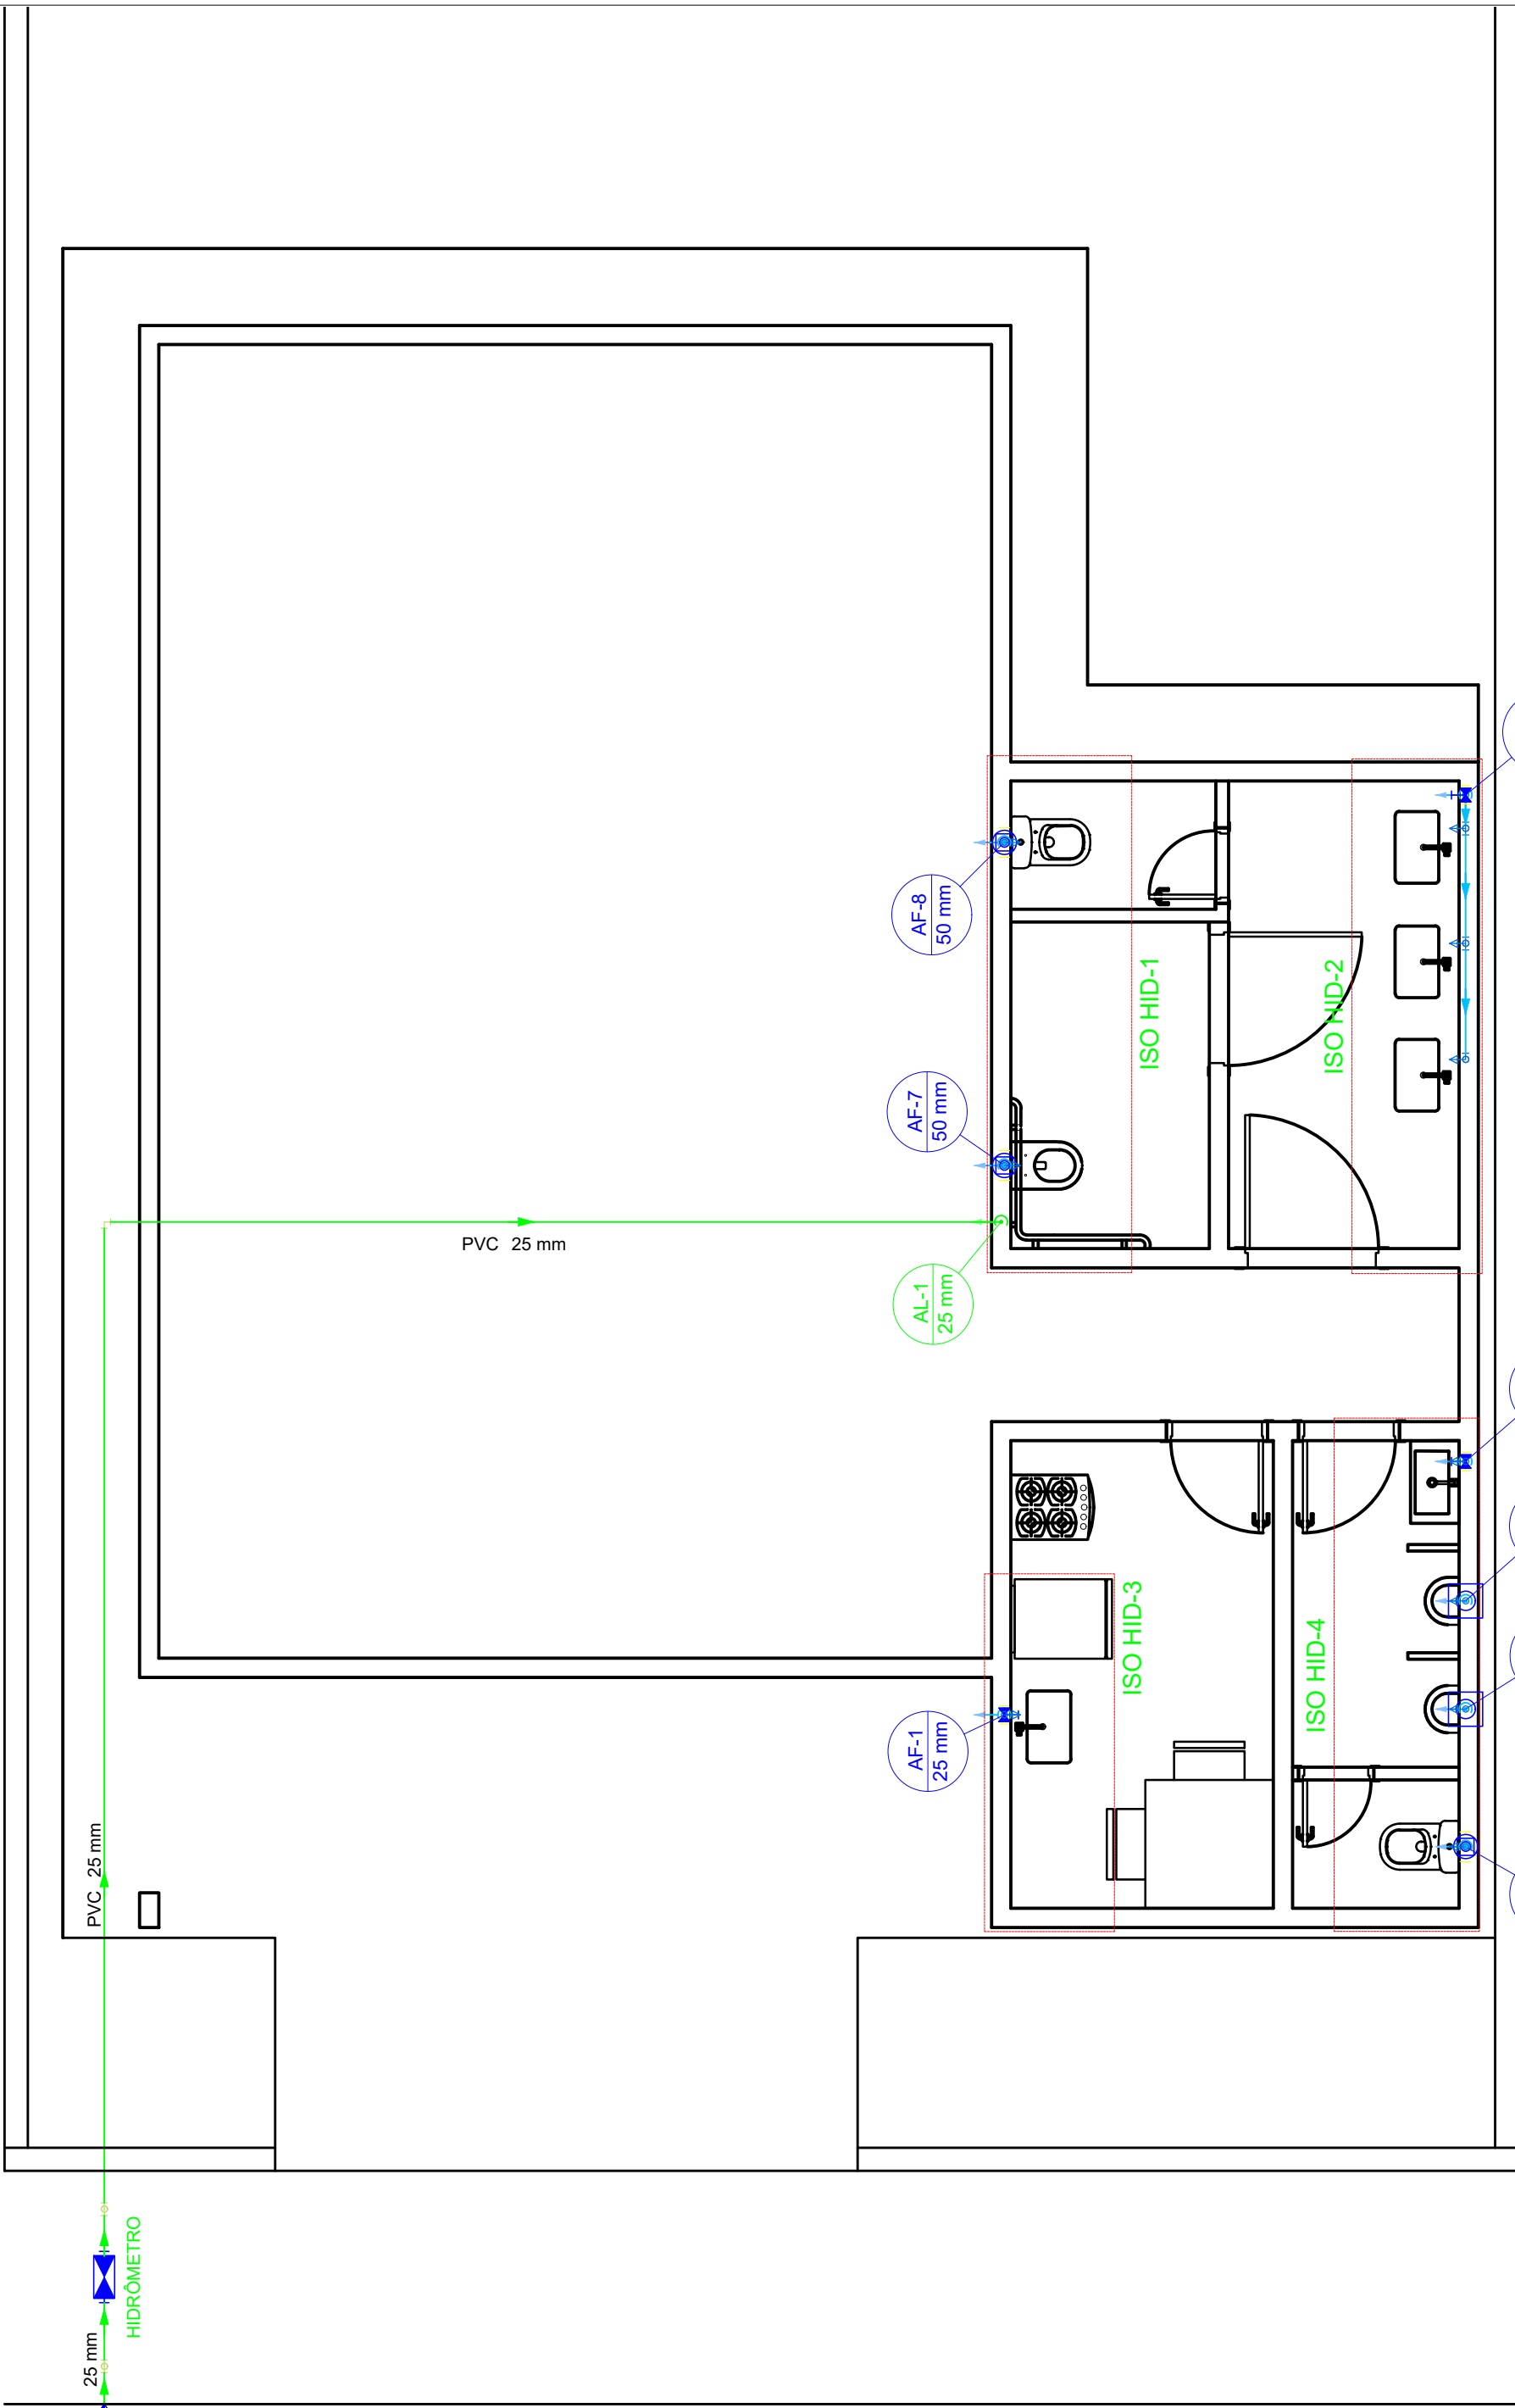 AF-8
50 mm
ISO HID-1
ISO HID-2
AF-7
50 mm
PVC 25 mm
AL-1
25 mm
ISO HID-3
ISO HID-4
AF-1
25 mm
PVC 25 mm
HIDRÔMETRO
25 mm